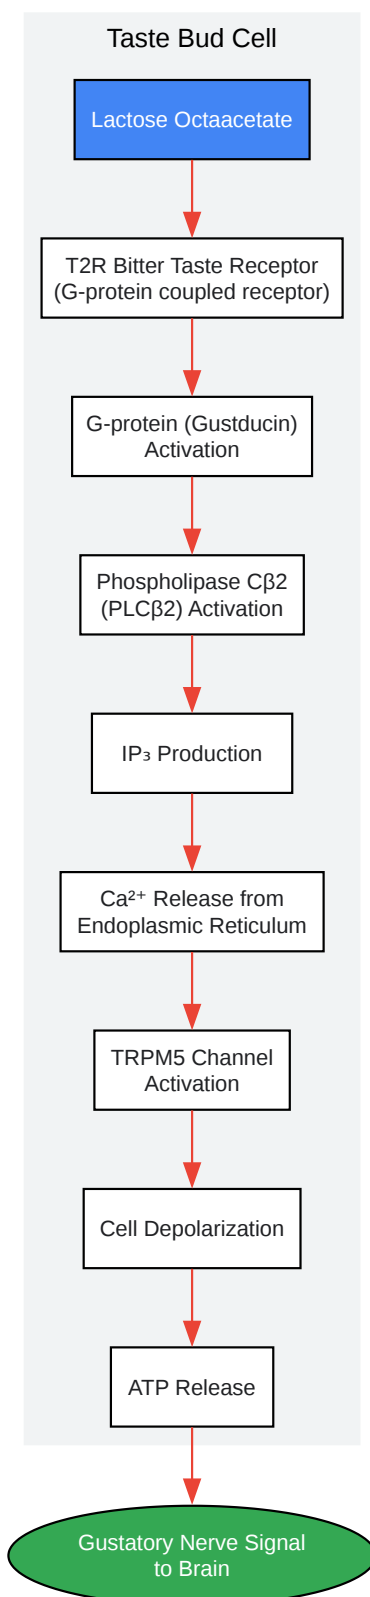 Taste Bud Cell
Lactose Octaacetate
T2R Bitter Taste Receptor
(G-protein coupled receptor)
G-protein (Gustducin)
Activation
Phospholipase Cβ2
(PLCβ2) Activation
IP₃ Production
Ca²⁺ Release from
Endoplasmic Reticulum
TRPM5 Channel
Activation
Cell Depolarization
ATP Release
Gustatory Nerve Signal
to Brain